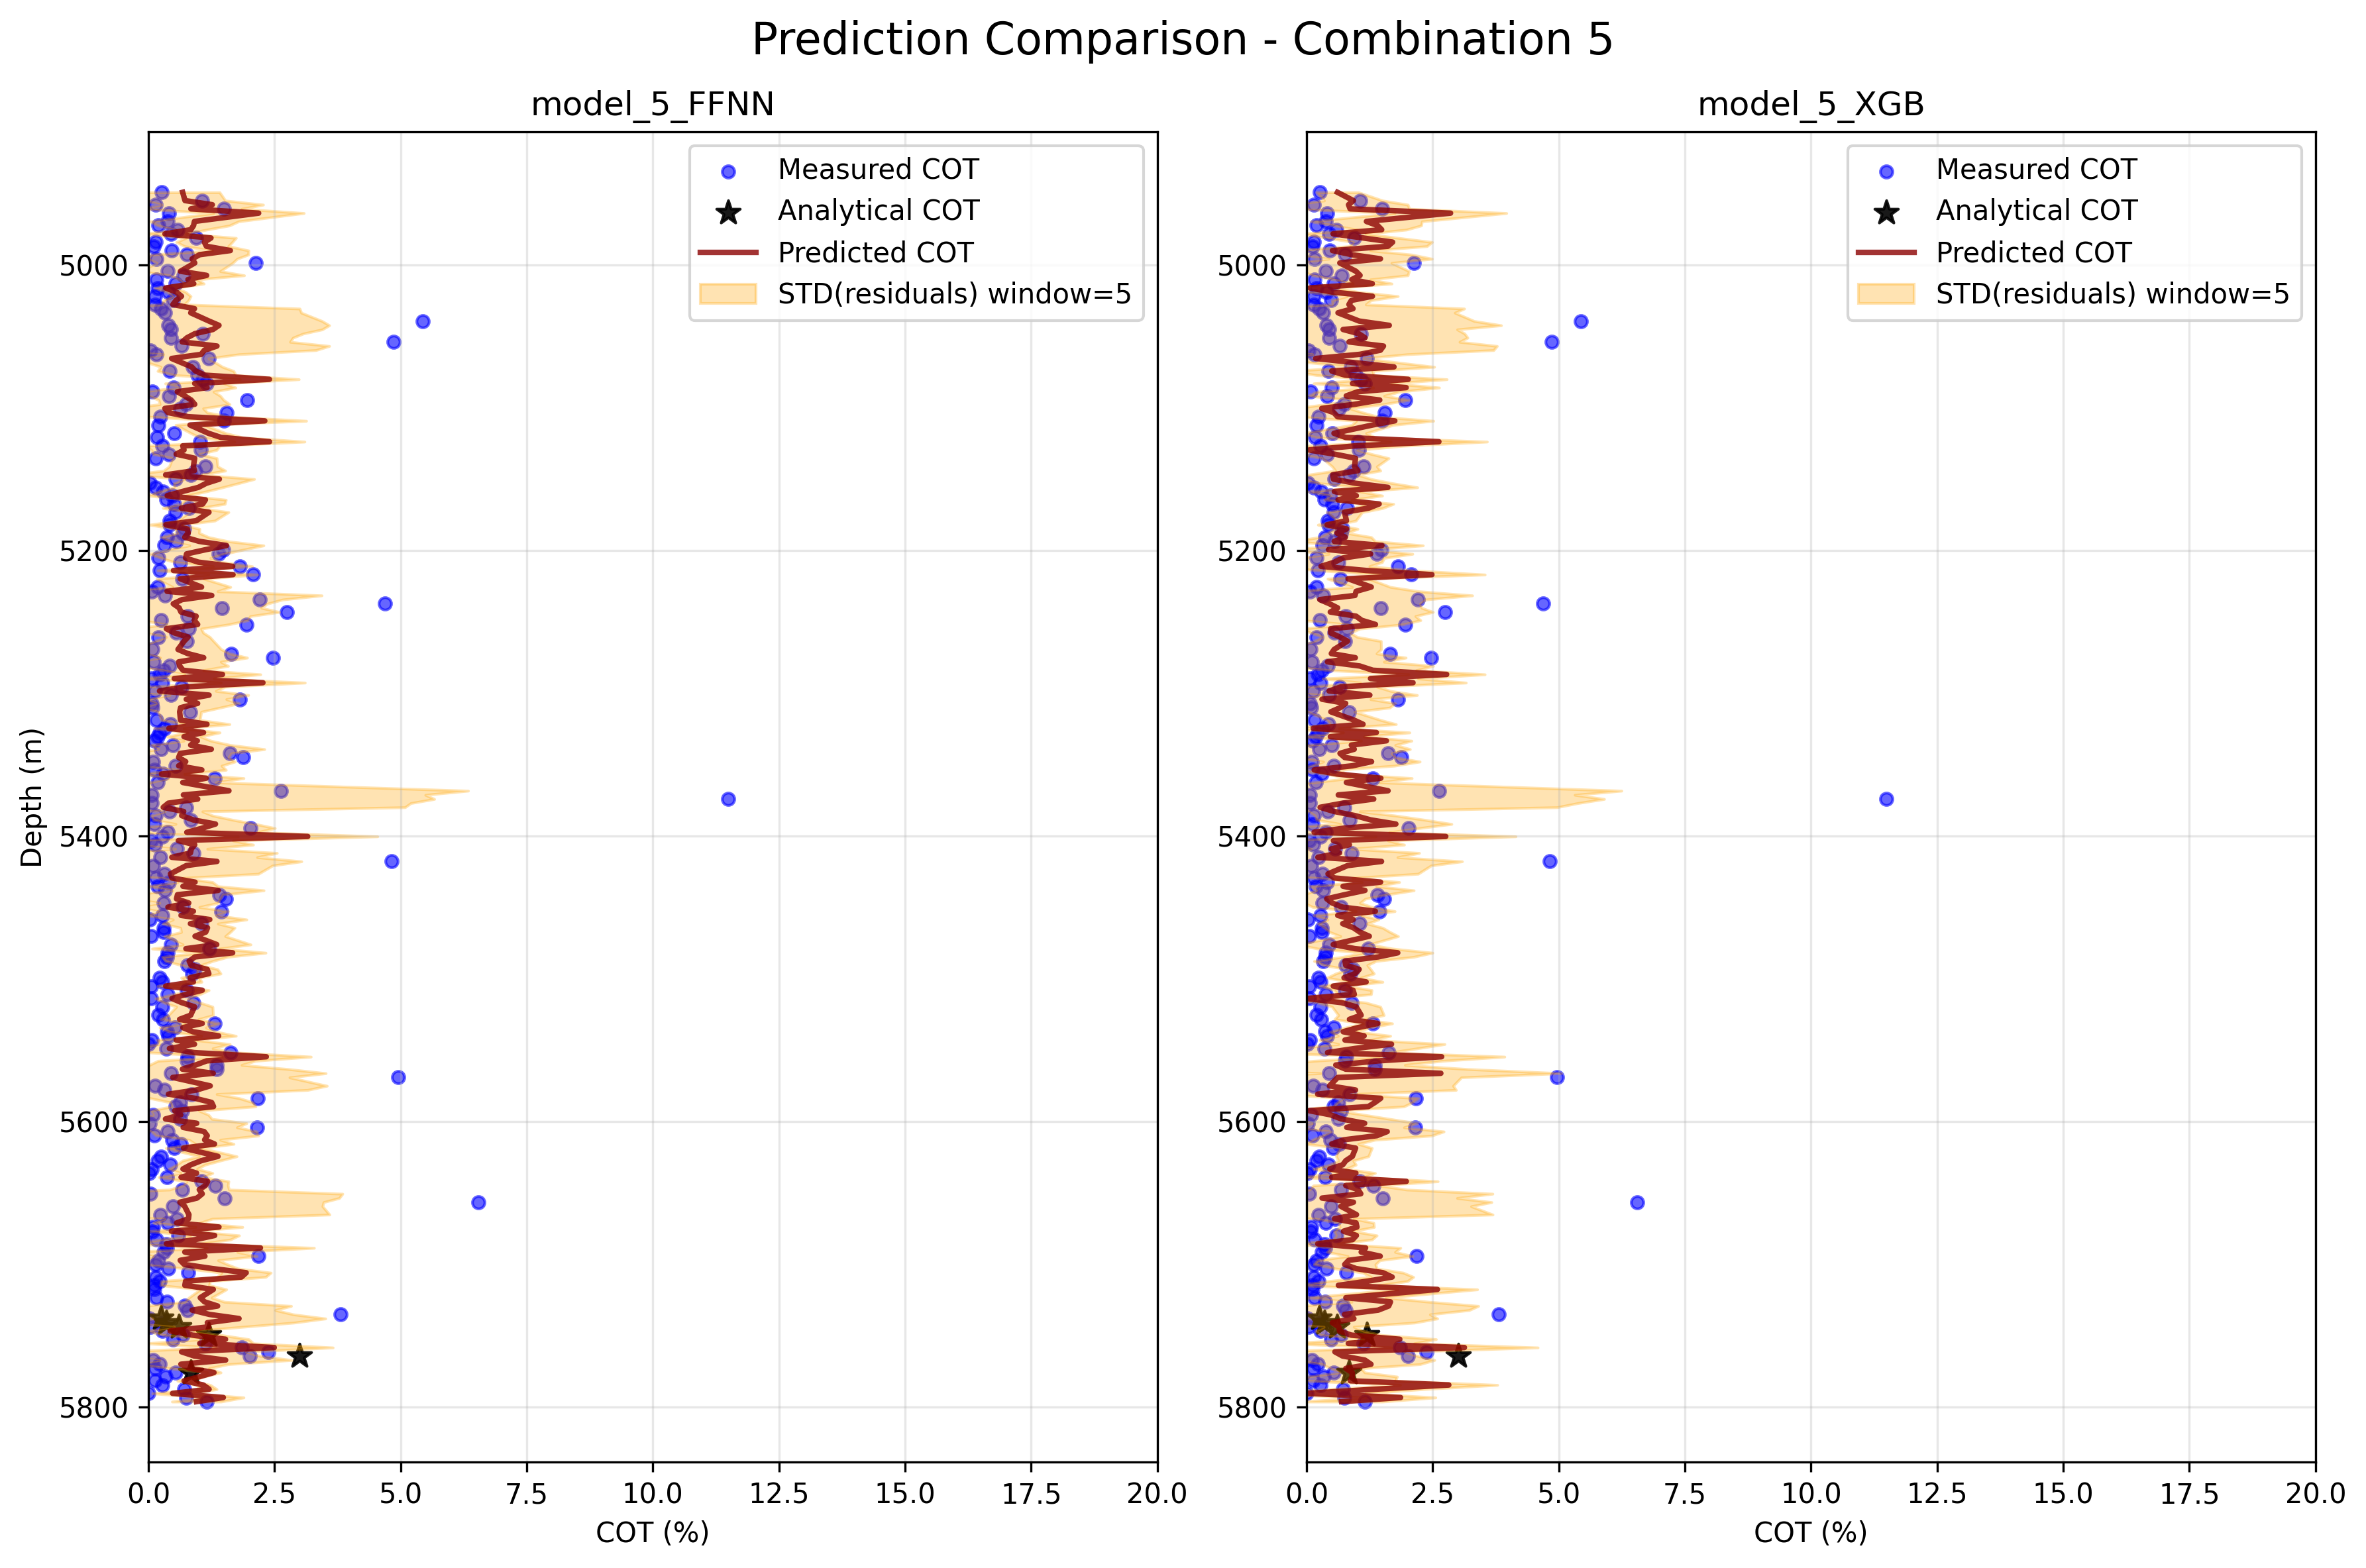 Prediction Comparison - Combination 5
model_5_FFNN
Measured COT
Analytical COT
Predicted COT
STD(residuals) window=5
5000
5200
5400
5600
5800
Depth (m)
0.0 2.5 5.0 7.5 10.0 12.5 15.0 17.5 20.0
COT (%)
model_5_XGB
Measured COT
Analytical COT
Predicted COT
STD(residuals) window=5
5000
5200
5400
5600
5800
0.0 2.5 5.0 7.5 10.0 12.5 15.0 17.5 20.0
COT (%)